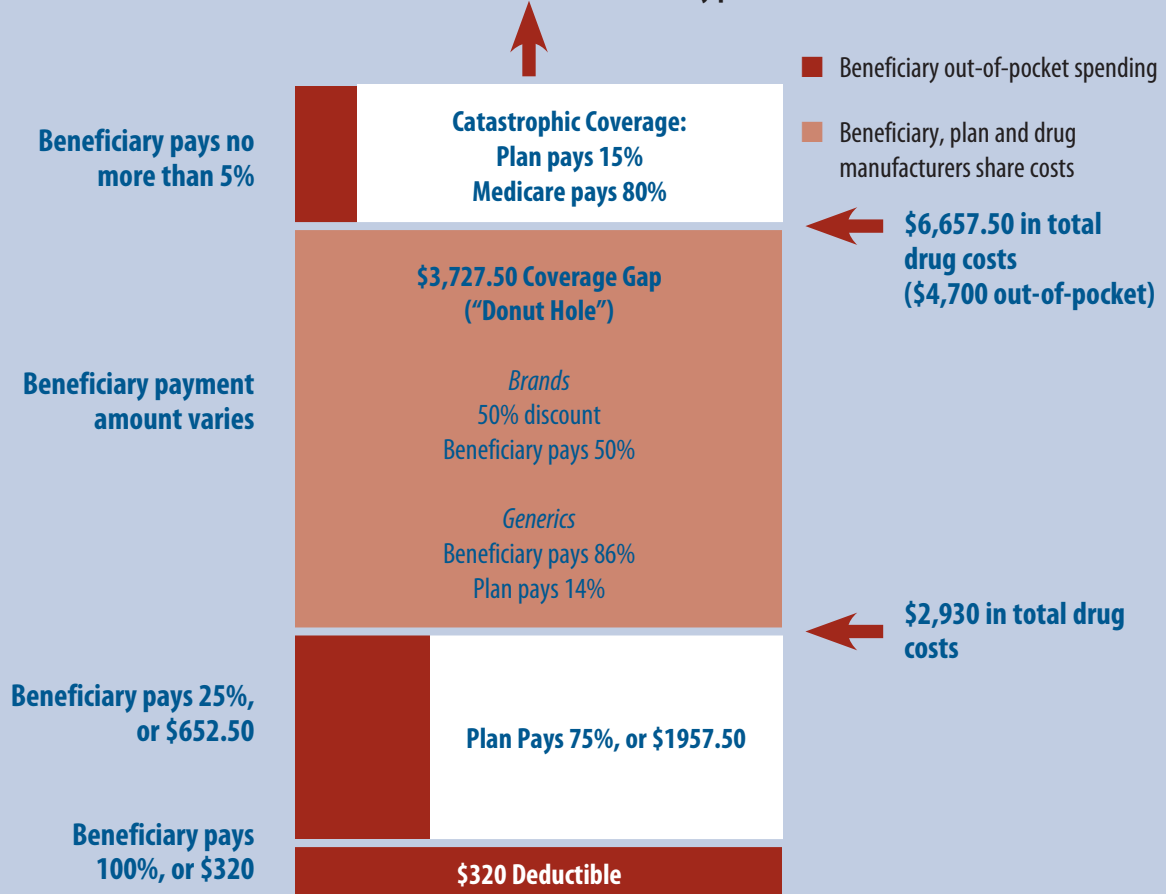 Beneficiary out-of-pocket spending
Beneficiary, plan and drug
manufacturers share costs
Beneficiary pays no
more than 5%
Catastrophic Coverage:
Plan pays 15%
Medicare pays 80%
$6,657.50 in total
drug costs
($4,700 out-of-pocket)
$3,727.50 Coverage Gap
(“Donut Hole”)
Beneficiary payment
amount varies
Brands
50% discount
Beneficiary pays 50%
Generics
Beneficiary pays 86%
Plan pays 14%
$2,930 in total drug
costs
Beneficiary pays 25%,
or $652.50
Plan Pays 75%, or $1957.50
Beneficiary pays
100%, or $320
$320 Deductible